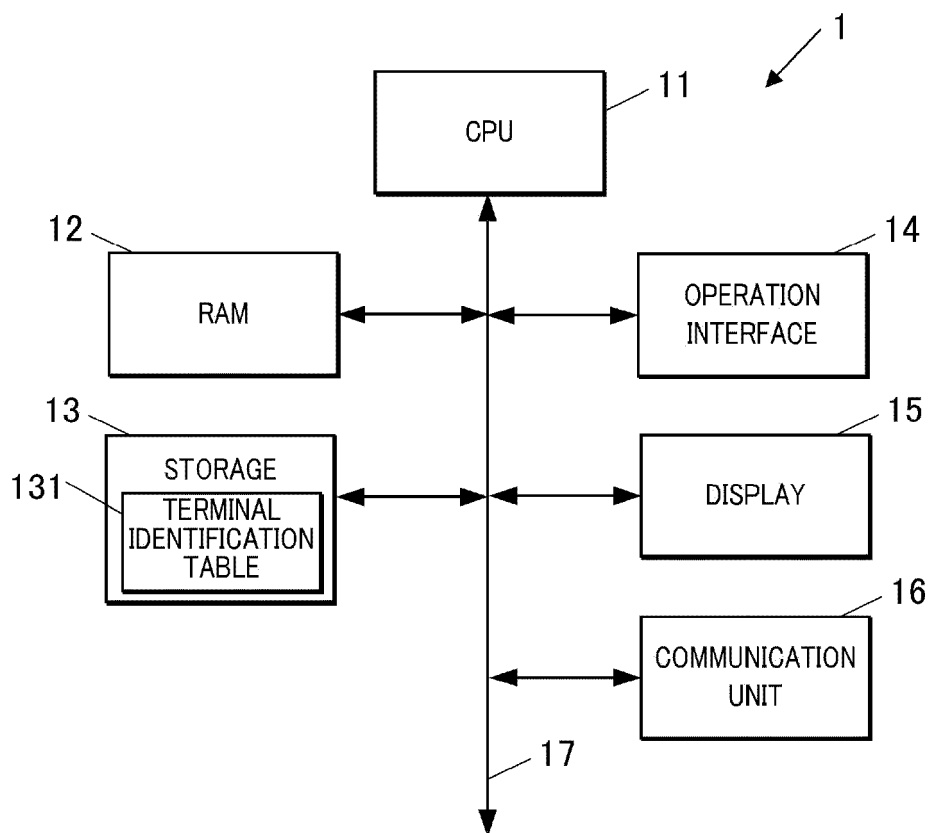 1
11
CPU
12
RAM
14
OPERATION
INTERFACE
13
STORAGE
131
TERMINAL
IDENTIFICATION
TABLE
15
DISPLAY
16
COMMUNICATION
UNIT
17